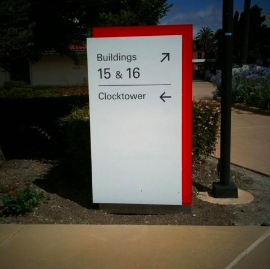 Buildings ↗
15 & 16
Clocktower ←